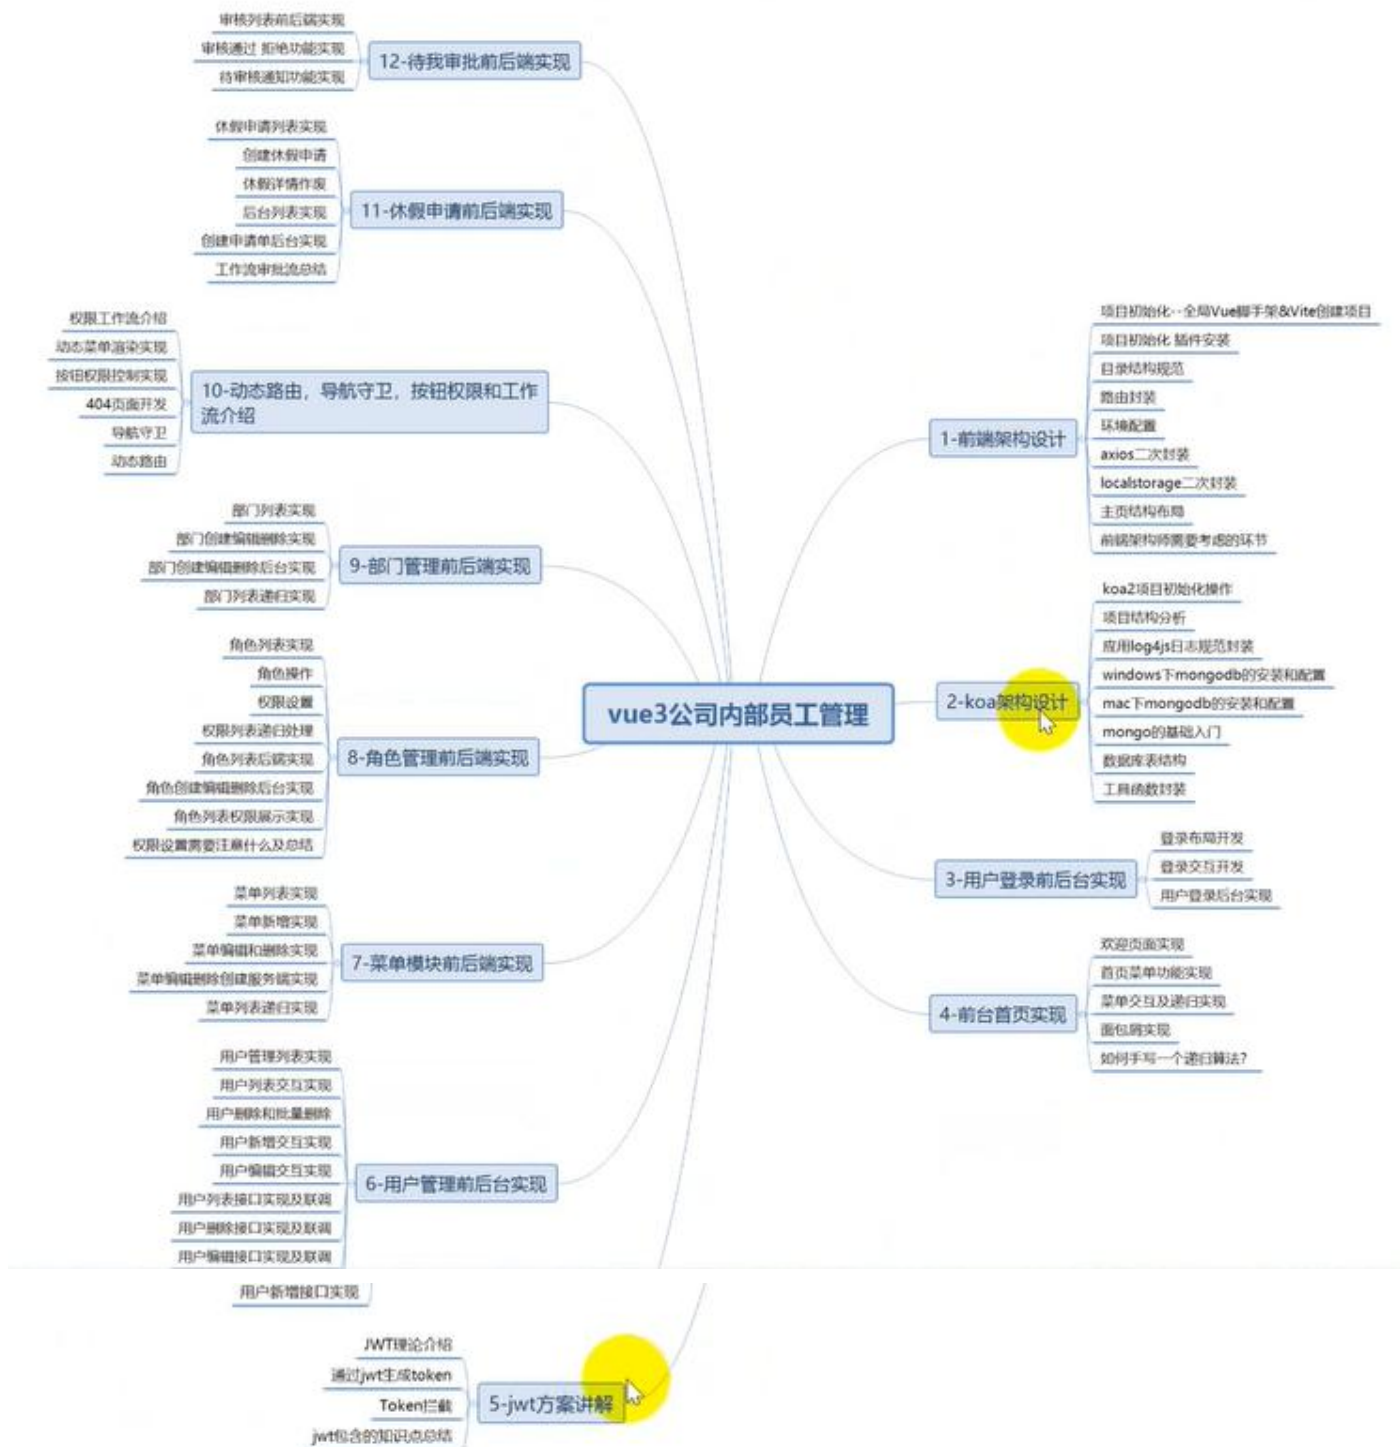 审核列表前后端实现
审核通过 拒绝功能实现
待审核通知功能实现
12-待我审批前后端实现
休假申请列表实现
创建休假申请
休假详情作废
后台列表实现
创建申请单后台实现
工作流审批流总结
11-休假申请前后端实现
权限工作流介绍
动态菜单渲染实现
按钮权限控制实现
404页面开发
导航守卫
动态路由
10-动态路由，导航守卫，按钮权限和工作
流介绍
部门列表实现
部门创建编辑删除实现
部门创建编辑删除后台实现
部门列表递归实现
9-部门管理前后端实现
角色列表实现
角色操作
权限设置
权限列表递归处理
角色列表后端实现
角色创建编辑删除后台实现
角色列表权限展示实现
权限设置需要注意什么及总结
8-角色管理前后端实现
菜单列表实现
菜单新增实现
菜单编辑和删除实现
菜单编辑删除创建服务端实现
菜单列表递归实现
7-菜单模块前后端实现
用户管理列表实现
用户列表交互实现
用户删除和批量删除
用户新增交互实现
用户编辑交互实现
用户列表接口实现及联调
用户删除接口实现及联调
用户编辑接口实现及联调
用户新增接口实现
6-用户管理前后台实现
JWT理论介绍
通过jwt生成token
Token拦截
jwt包含的知识点总结
5-jwt方案讲解
vue3公司内部员工管理
1-前端架构设计
项目初始化--全局Vue脚手架&Vite创建项目
项目初始化 插件安装
目录结构规范
路由封装
环境配置
axios二次封装
localstorage二次封装
主页结构布局
前端架构师需要考虑的环节
2-koa架构设计
koa2项目初始化操作
项目结构分析
应用log4js日志规范封装
windows下mongodb的安装和配置
mac下mongodb的安装和配置
mongo的基础入门
数据库表结构
工具函数封装
3-用户登录前后台实现
登录布局开发
登录交互开发
用户登录后台实现
4-前台首页实现
欢迎页面实现
首页菜单功能实现
菜单交互及递归实现
面包屑实现
如何手写一个递归算法?